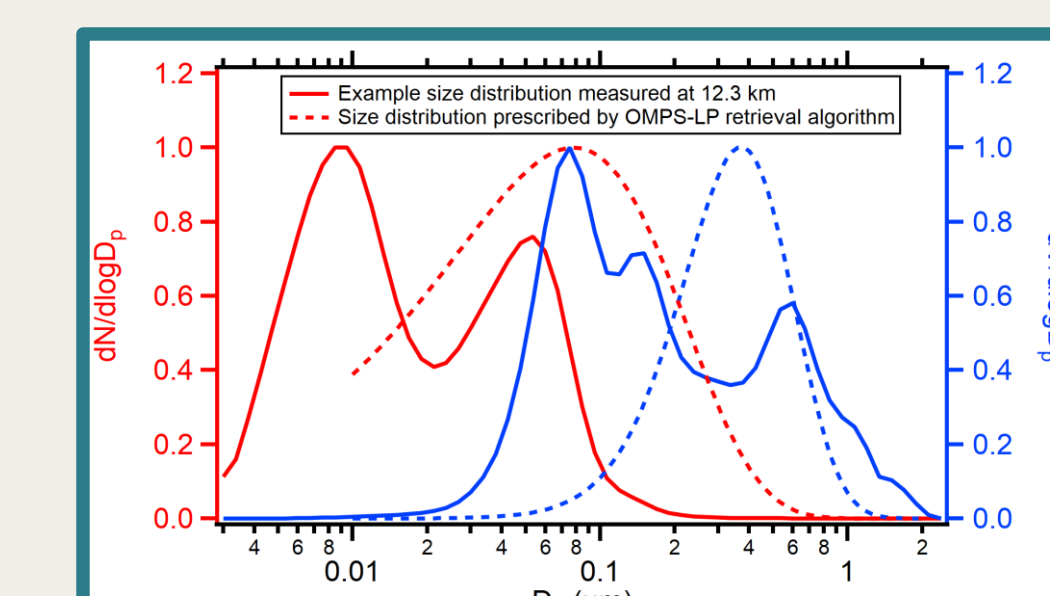 1.2
1.0
0.8
0.6
0.4
0.2
0.0
dN/dlogDp
Example size distribution measured at 12.3 km
Size distribution prescribed by OMPS-LP retrieval algorithm
1.2
1.0
0.8
0.6
0.4
0.2
0.0
4 6 8 2 4 6 8 2 4 6 8 2
0.01 0.1 1